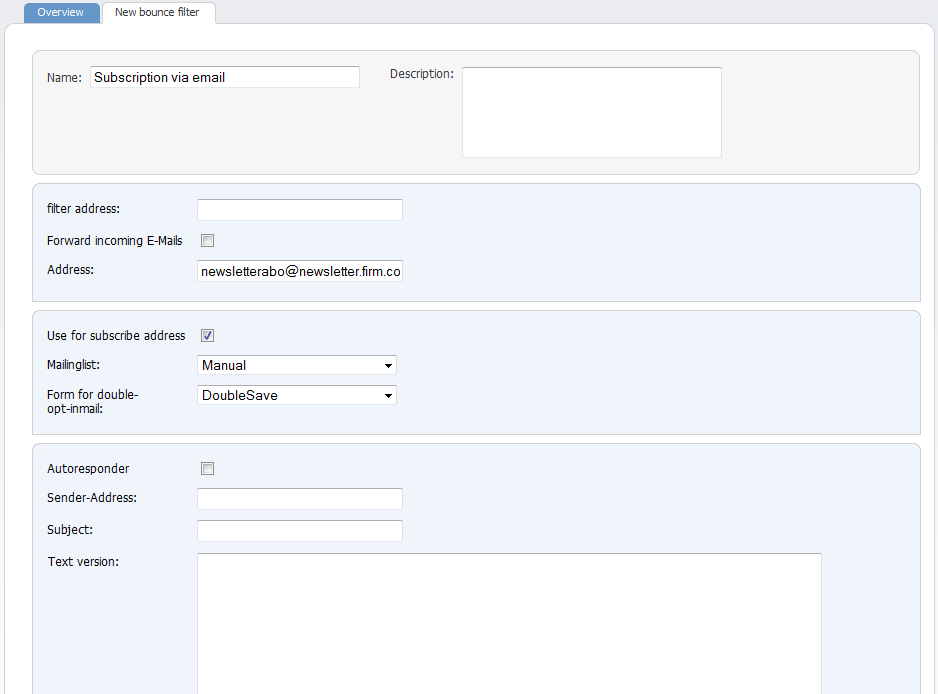 Overview
New bounce filter
Name: Subscription via email
Description:
filter address:
Forward incoming E-Mails
Address: newsletterabo@newsletter.firm.co
Use for subscribe address
Mailinglist: Manual
Form for double-
opt-inmail: DoubleSave
Autoresponder
Sender-Address:
Subject:
Text version: